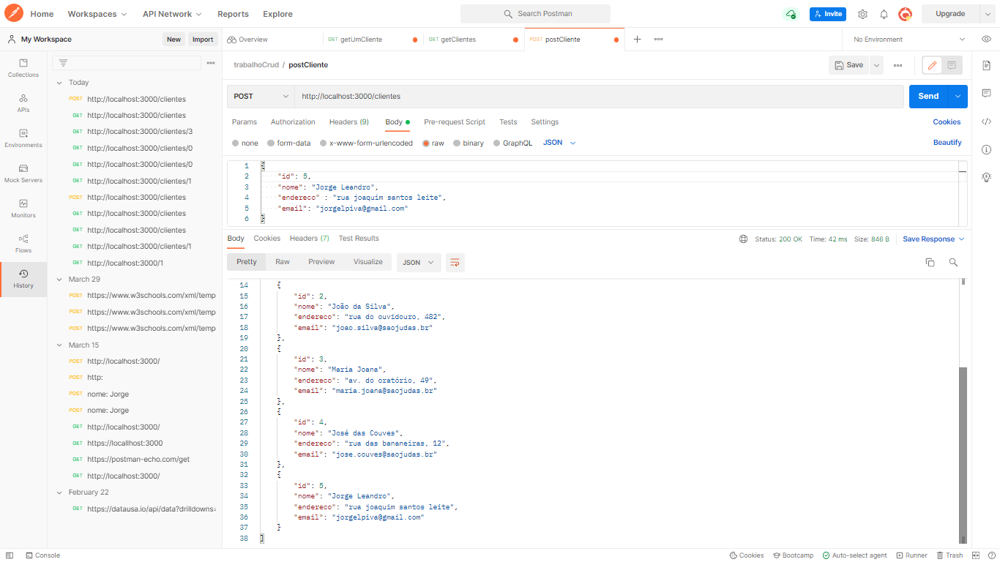 Home Workspaces API Network Reports Explore Search Postman Invite Upgrade
My Workspace New Import Overview GET getUmCliente GET getClientes POST postCliente No Environment
Collections
APIs
Environments
Mock Servers
Monitors
Flows
History
Today
POST http://localhost:3000/clientes
GET http://localhost:3000/clientes
GET http://localhost:3000/clientes/3
GET http://localhost:3000/clientes/0
GET http://localhost:3000/clientes/0
GET http://localhost:3000/clientes/1
POST http://localhost:3000/clientes
GET http://localhost:3000/clientes
GET http://localhost:3000/clientes
GET http://localhost:3000/clientes/1
GET http://localhost:3000/1
March 29
POST https://www.w3schools.com/xml/temp
POST https://www.w3schools.com/xml/temp
POST https://www.w3schools.com/xml/temp
March 15
POST http://localhost:3000/
POST http:
POST nome: Jorge
POST nome: Jorge
GET http://localhost:3000/
GET https://locallhost:3000
GET https://postman-echo.com/get
GET http://localhost:3000/
February 22
GET https://datausa.io/api/data?drilldowns=
trabalhoCrud / postCliente Save
POST http://localhost:3000/clientes Send
Params Authorization Headers (9) Body Pre-request Script Tests Settings Cookies
none form-data x-www-form-urlencoded raw binary GraphQL JSON Beautify
1 {
2 "id": 5,
3 "nome": "Jorge Leandro",
4 "endereco" : "rua joaquim santos leite",
5 "email": "jorgelpiva@gmail.com"
6 }
Body Cookies Headers (7) Test Results Status: 200 OK Time: 42 ms Size: 846 B Save Response
Pretty Raw Preview Visualize JSON
14 {
15 "id": 2,
16 "nome": "João da Silva",
17 "endereco": "rua do ouvidouro, 482",
18 "email": "joao.silva@saojudas.br"
19 },
20 {
21 "id": 3,
22 "nome": "Maria Joana",
23 "endereco": "av. do oratório, 49",
24 "email": "maria.joana@saojudas.br"
25 },
26 {
27 "id": 4,
28 "nome": "José das Couves",
29 "endereco": "rua das bananeiras, 12",
30 "email": "jose.couves@saojudas.br"
31 },
32 {
33 "id": 5,
34 "nome": "Jorge Leandro",
35 "endereco": "rua joaquim santos leite",
36 "email": "jorgelpiva@gmail.com"
37 }
38 ]
Console Cookies Bootcamp Auto-select agent Runner Trash